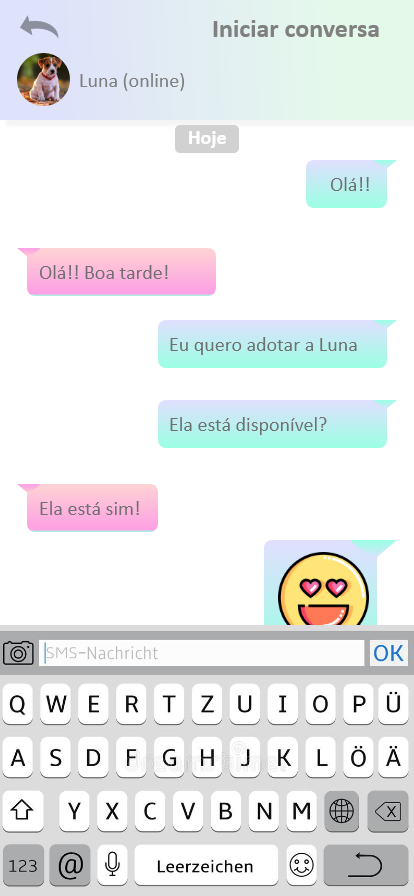 Iniciar conversa
Luna (online)
Hoje
Olá!!
Olá!! Boa tarde!
Eu quero adotar a Luna
Ela está disponível?
Ela está sim!
SMS-Nachricht OK
Q W E R T Z U I O P Ü
A S D F G H J K L Ö Ä
Y X C V B N M
123 @ Leerzeichen